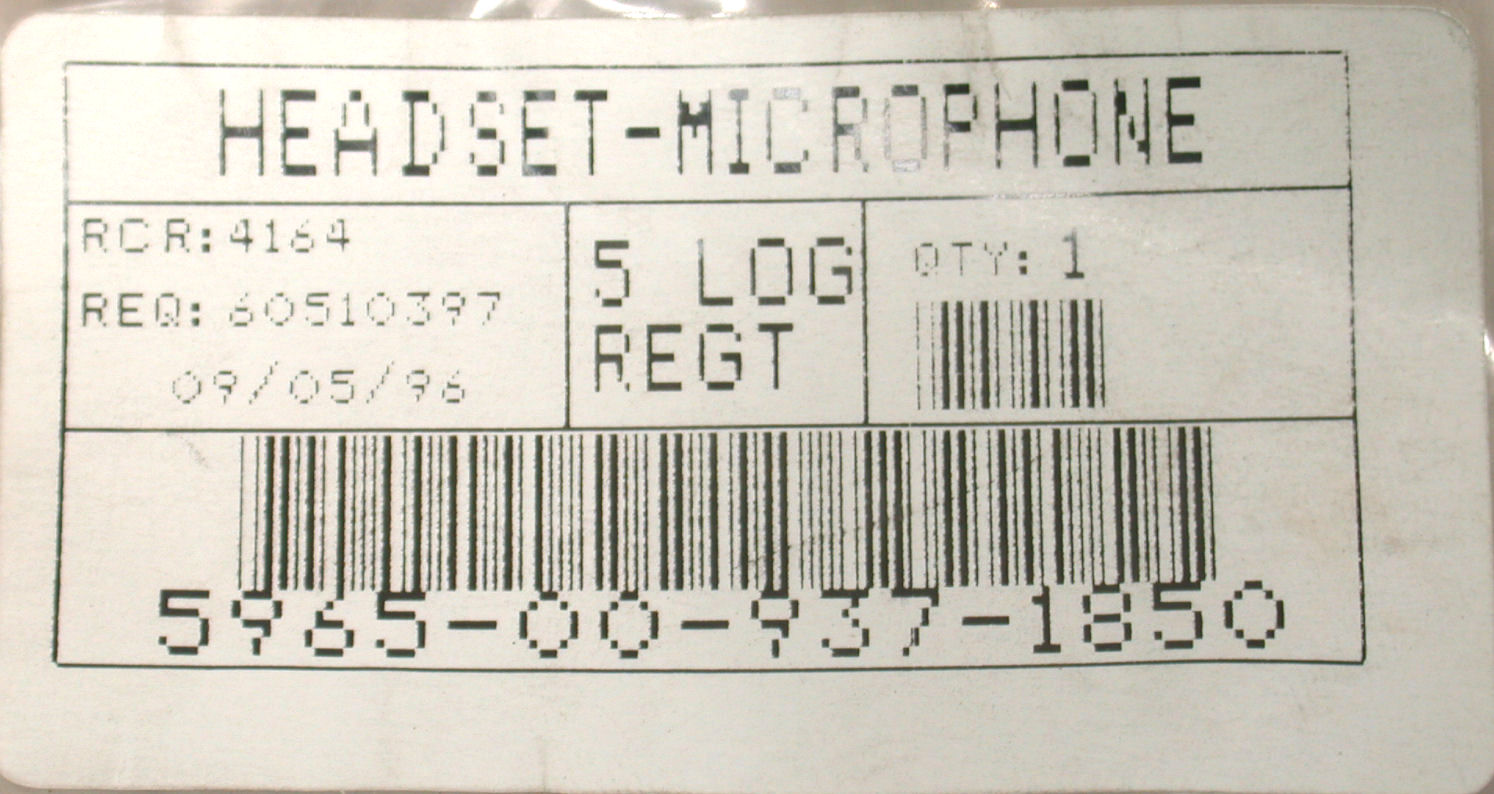 HEADSET-MICROPHONE
RCR:4164
REQ:60510397
09/05/96
5 LOG
REGT
QTY: 1
5965-00-937-1850